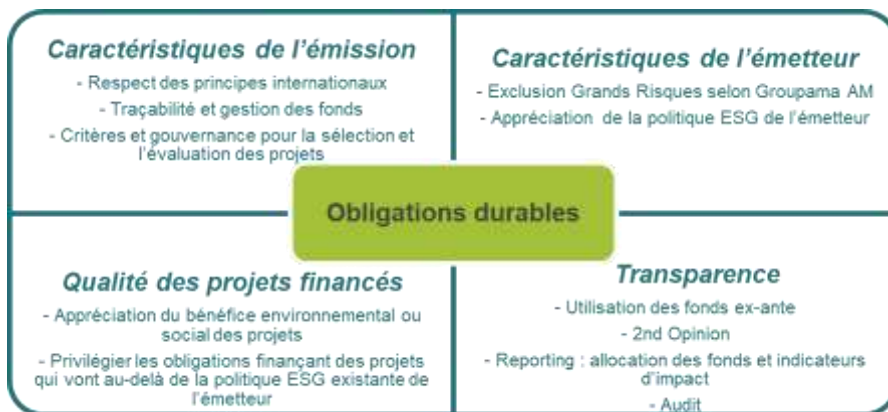 Caractéristiques de l'émission
- Respect des principes internationaux
- Traçabilité et gestion des fonds
- Critères et gouvernance pour la sélection et
l'évaluation des projets
Caractéristiques de l'émetteur
- Exclusion Grands Risques selon Groupama AM
- Appréciation de la politique ESG de l'émetteur
Obligations durables
Qualité des projets financés
- Appréciation du bénéfice environnemental ou
social des projets
- Privilégier les obligations finançant des projets
qui vont au-delà de la politique ESG existante de
l'émetteur
Transparence
- Utilisation des fonds ex-ante
- 2nd Opinion
- Reporting : allocation des fonds et indicateurs
d'impact
- Audit